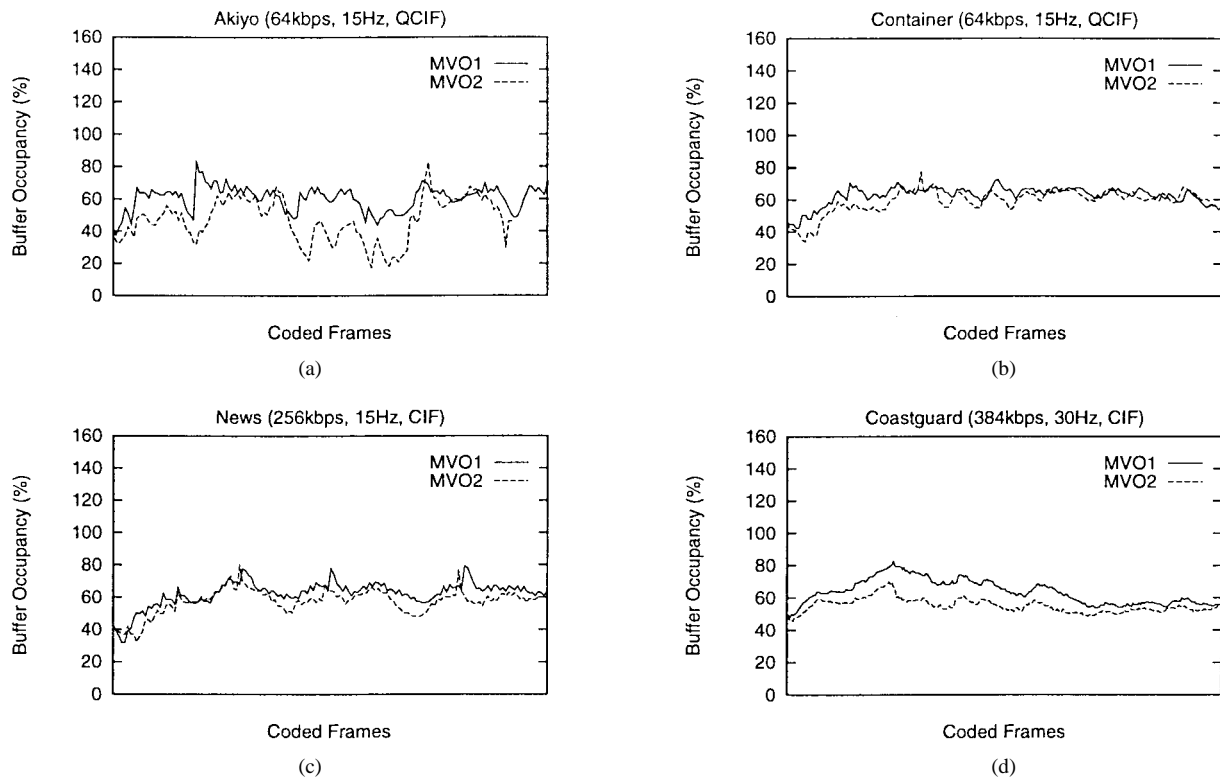 Akiyo (64kbps, 15Hz, QCIF)
160
140
120
100
80
60
40
20
0
Buffer Occupancy (%)
MVO1
MVO2
Coded Frames
(a)
Container (64kbps, 15Hz, QCIF)
160
140
120
100
80
60
40
20
0
Buffer Occupancy (%)
MVO1
MVO2
Coded Frames
(b)
News (256kbps, 15Hz, CIF)
160
140
120
100
80
60
40
20
0
Buffer Occupancy (%)
MVO1
MVO2
Coded Frames
(c)
Coastguard (384kbps, 30Hz, CIF)
160
140
120
100
80
60
40
20
0
Buffer Occupancy (%)
MVO1
MVO2
Coded Frames
(d)